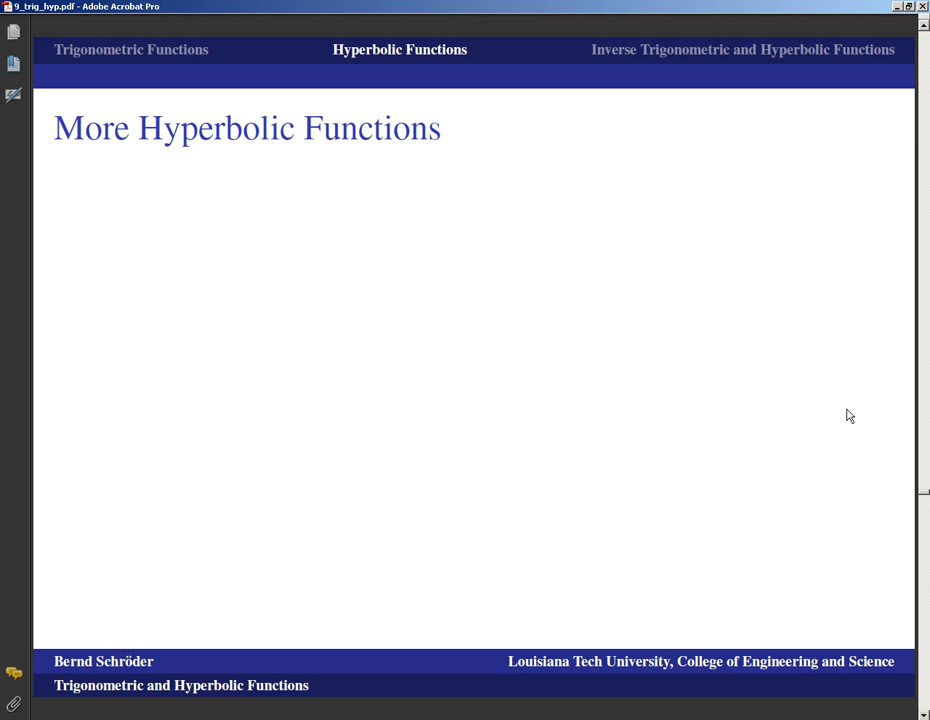 9_trig_hyp.pdf - Adobe Acrobat Pro
Trigonometric Functions Hyperbolic Functions Inverse Trigonometric and Hyperbolic Functions
More Hyperbolic Functions
Bernd Schröder Louisiana Tech University, College of Engineering and Science
Trigonometric and Hyperbolic Functions